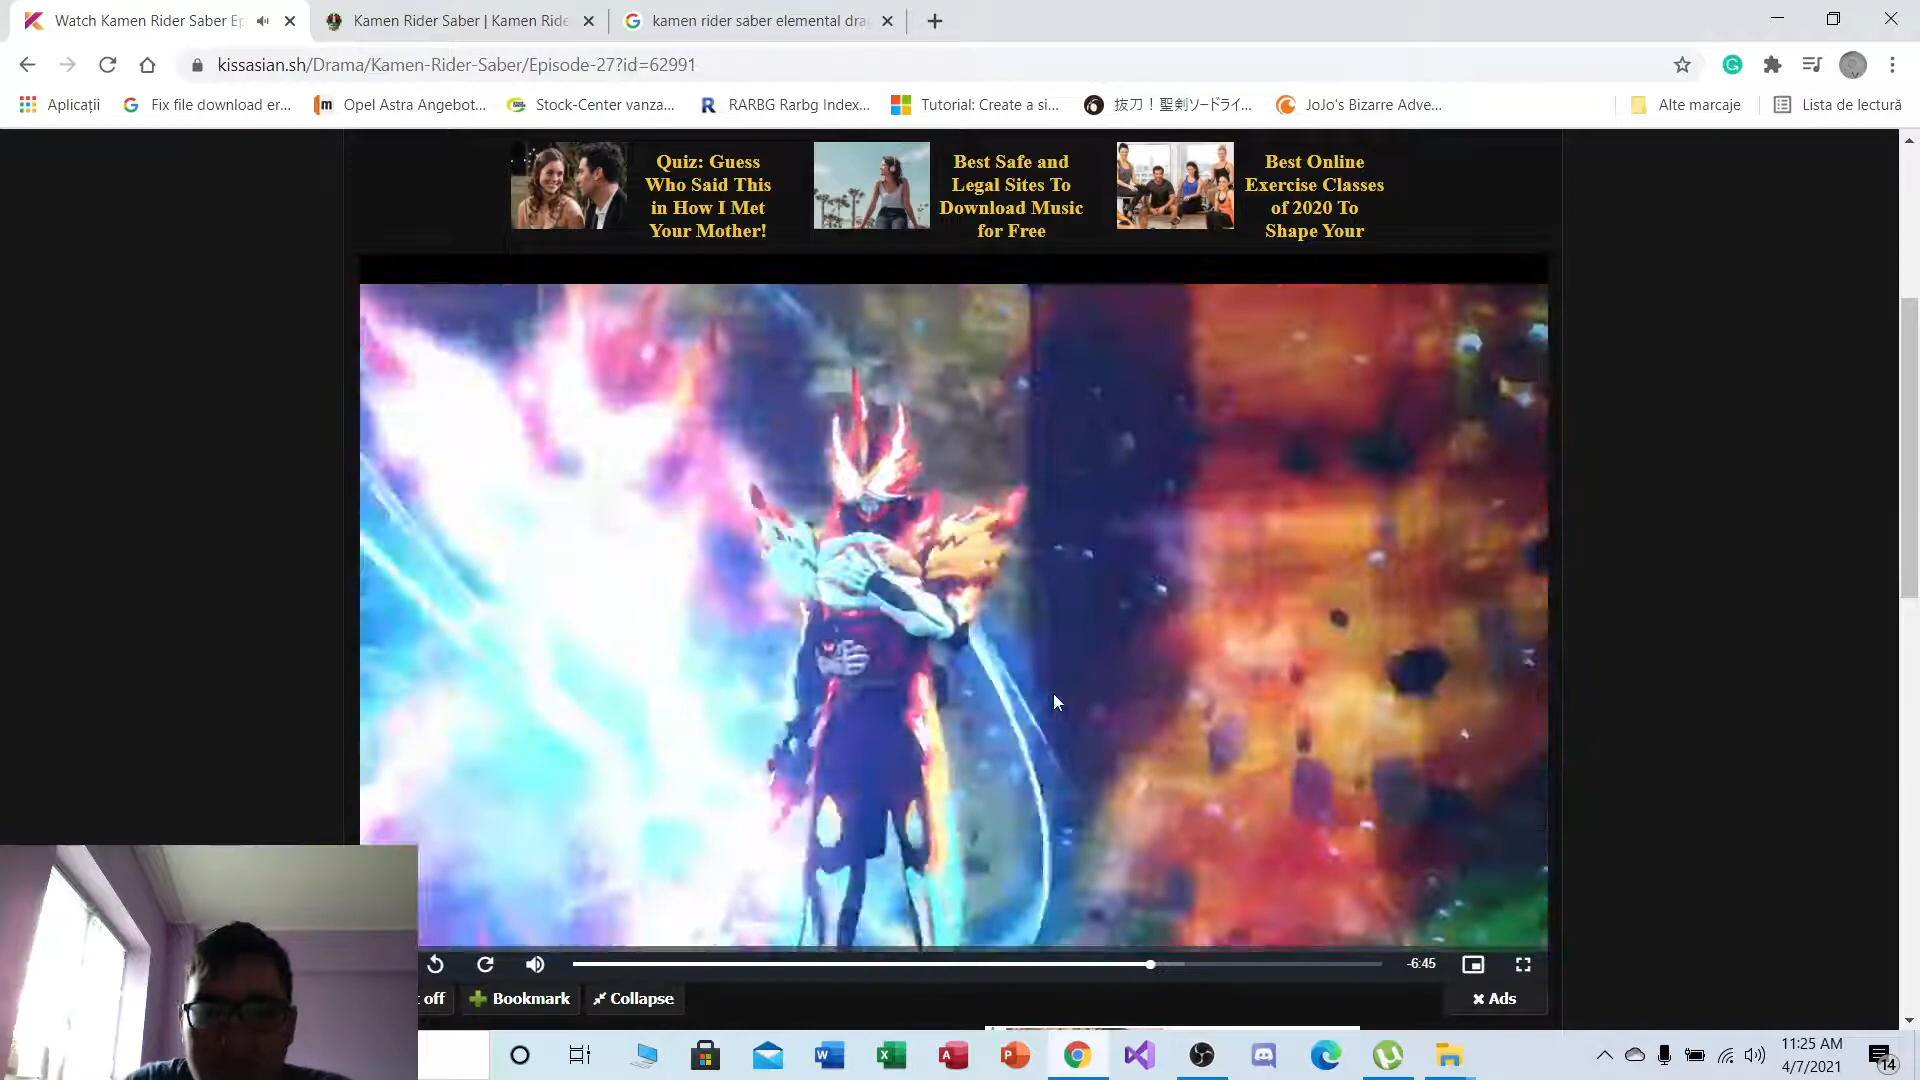 Watch Kamen Rider Saber Ep
Kamen Rider Saber | Kamen Ride
kamen rider saber elemental drag
kissasian.sh/Drama/Kamen-Rider-Saber/Episode-27?id=62991
Aplicații
Fix file download er...
Opel Astra Angebot...
Stock-Center vanza...
RARBG Rarbg Index...
Tutorial: Create a si...
抜刀！聖剣ソードライ...
JoJo's Bizarre Adve...
Alte marcaje
Lista de lectură
Quiz: Guess
Who Said This
in How I Met
Your Mother!
Best Safe and
Legal Sites To
Download Music
for Free
Best Online
Exercise Classes
of 2020 To
Shape Your
-6:45
off
Bookmark
Collapse
Ads
11:25 AM
4/7/2021
14